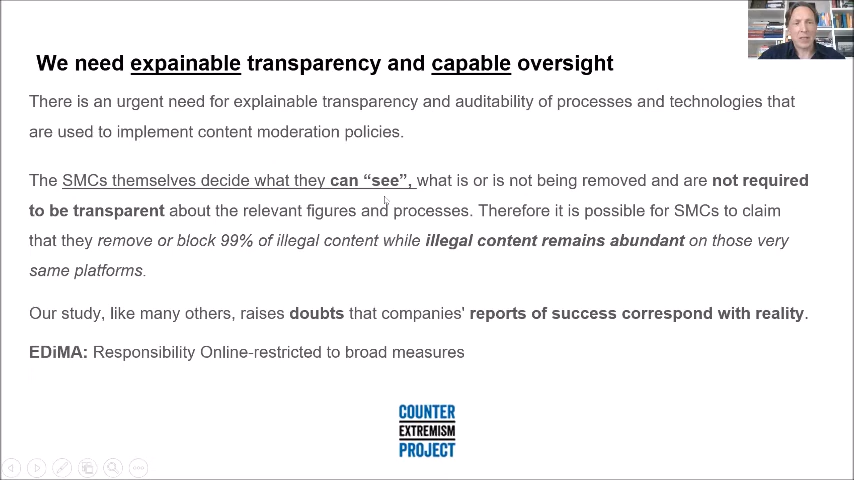 We need expainable transparency and capable oversight
There is an urgent need for explainable transparency and auditability of processes and technologies that
are used to implement content moderation policies.
The SMCs themselves decide what they can “see”, what is or is not being removed and are not required
to be transparent about the relevant figures and processes. Therefore it is possible for SMCs to claim
that they remove or block 99% of illegal content while illegal content remains abundant on those very
same platforms.
Our study, like many others, raises doubts that companies' reports of success correspond with reality.
EDiMA: Responsibility Online-restricted to broad measures
COUNTER
EXTREMISM
PROJECT